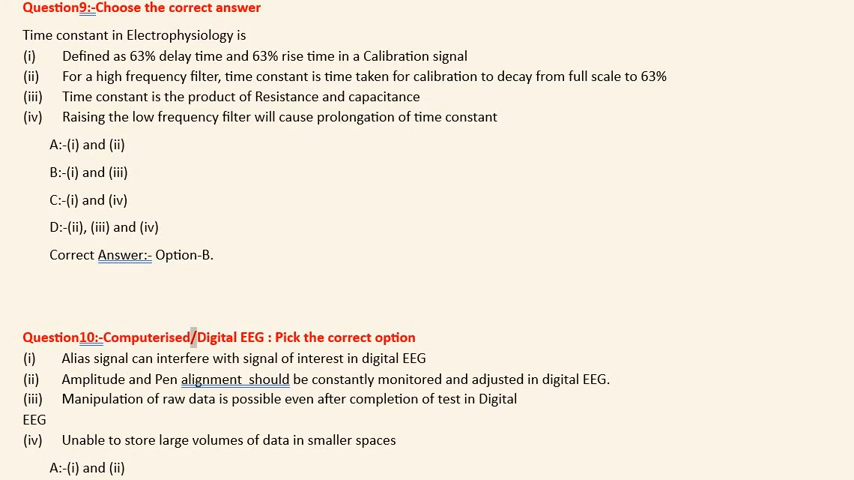 Question9:-Choose the correct answer
Time constant in Electrophysiology is
(i) Defined as 63% delay time and 63% rise time in a Calibration signal
(ii) For a high frequency filter, time constant is time taken for calibration to decay from full scale to 63%
(iii) Time constant is the product of Resistance and capacitance
(iv) Raising the low frequency filter will cause prolongation of time constant
A:-(i) and (ii)
B:-(i) and (iii)
C:-(i) and (iv)
D:-(ii), (iii) and (iv)
Correct Answer:- Option-B.
Question10:-Computerised/Digital EEG : Pick the correct option
(i) Alias signal can interfere with signal of interest in digital EEG
(ii) Amplitude and Pen alignment should be constantly monitored and adjusted in digital EEG.
(iii) Manipulation of raw data is possible even after completion of test in Digital
EEG
(iv) Unable to store large volumes of data in smaller spaces
A:-(i) and (ii)